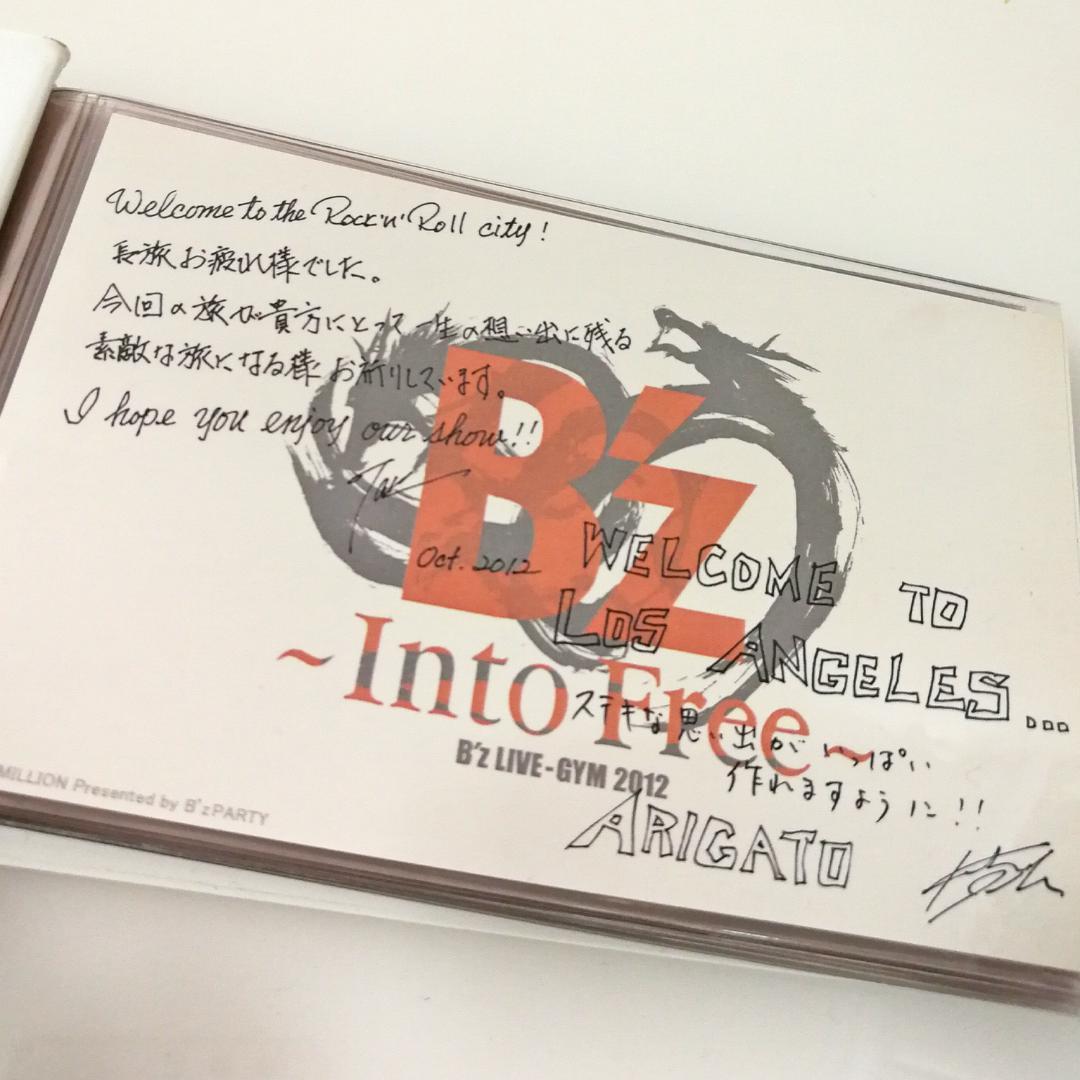 Welcome to the Rock'n'Roll city!
長旅お疲れ様でした。
今回の旅が貴方にとって一生の想い出に残る
素敵な旅になる様お祈りしています。
I hope you enjoy our show!!
Tak
Oct. 2012
B'z
~Into Free~
B'z LIVE-GYM 2012
WELCOME TO
LOS ANGELES...
ステキな思い出がいっぱい
作れますように!!
ARIGATO
MILLION Presented by B'zPARTY